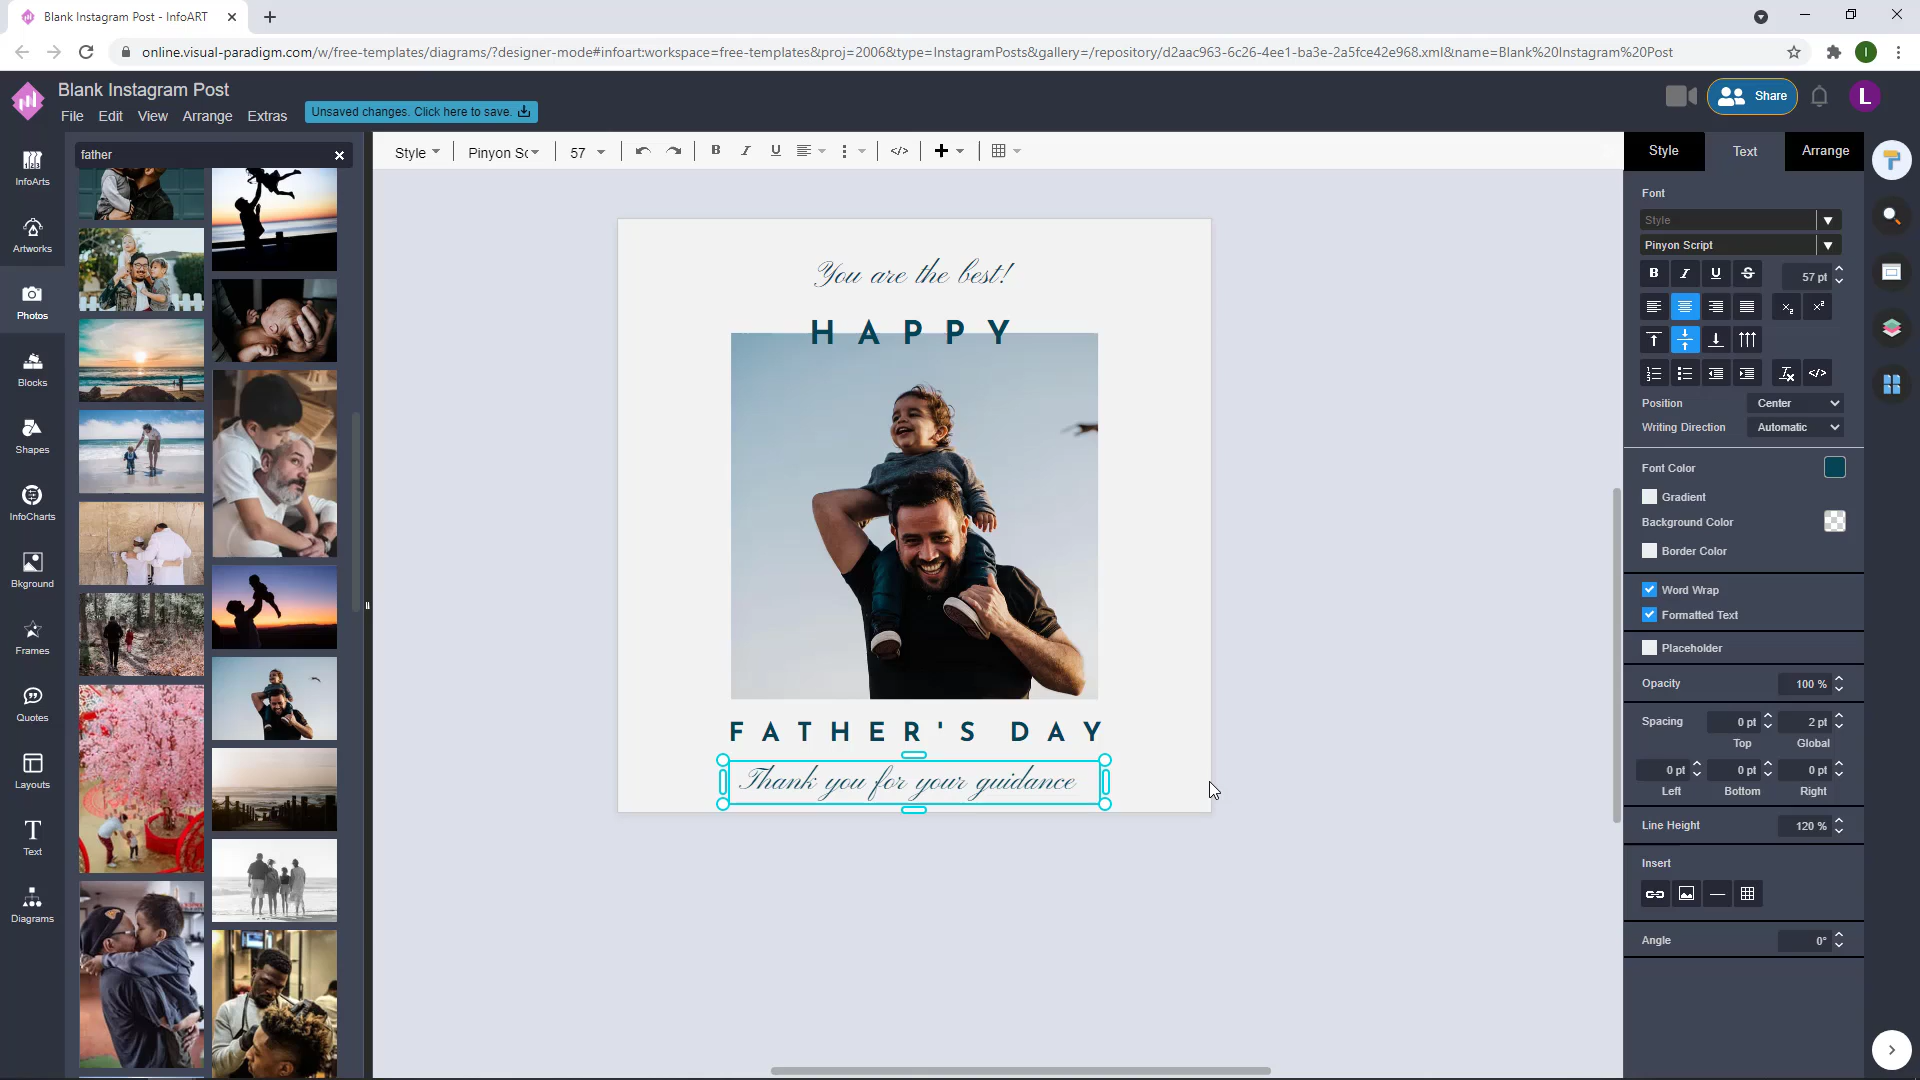 Blank Instagram Post - InfoART
online.visual-paradigm.com/w/free-templates/diagrams/?designer-mode#infoart:workspace=free-templates&proj=2006&type=InstagramPosts&gallery=/repository/d2aac963-6c26-4ee1-ba3e-2a5fce42e968.xml&name=Blank%20Instagram%20Post
I
Blank Instagram Post
File Edit View Arrange Extras
Unsaved changes. Click here to save.
Share
L
father
InfoArts
Artworks
Photos
Blocks
Shapes
InfoCharts
Bkground
Frames
Quotes
Layouts
Text
Diagrams
Style Pinyon Sc 57 B I U
You are the best!
HAPPY
FATHER'S DAY
Thank you for your guidance
Style Text Arrange
Font
Style
Pinyon Script
B I U S 57 pt
Position Center
Writing Direction Automatic
Font Color
Gradient
Background Color
Border Color
Word Wrap
Formatted Text
Placeholder
Opacity 100 %
Spacing 0 pt 2 pt
Top Global
0 pt 0 pt 0 pt
Left Bottom Right
Line Height 120 %
Insert
Angle 0°